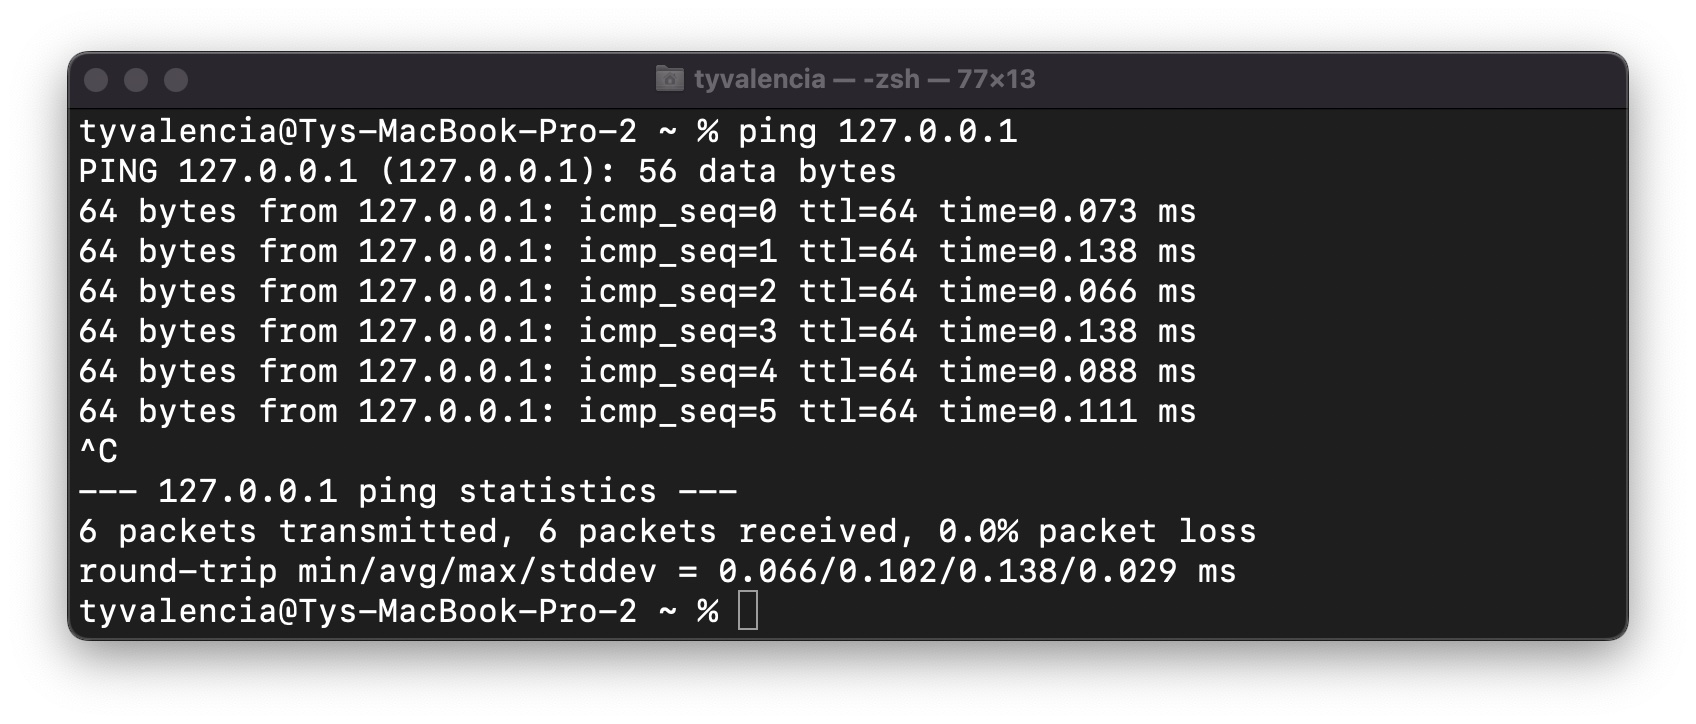 tyvalencia — -zsh — 77×13
tyvalencia@Tys-MacBook-Pro-2 ~ % ping 127.0.0.1
PING 127.0.0.1 (127.0.0.1): 56 data bytes
64 bytes from 127.0.0.1: icmp_seq=0 ttl=64 time=0.073 ms
64 bytes from 127.0.0.1: icmp_seq=1 ttl=64 time=0.138 ms
64 bytes from 127.0.0.1: icmp_seq=2 ttl=64 time=0.066 ms
64 bytes from 127.0.0.1: icmp_seq=3 ttl=64 time=0.138 ms
64 bytes from 127.0.0.1: icmp_seq=4 ttl=64 time=0.088 ms
64 bytes from 127.0.0.1: icmp_seq=5 ttl=64 time=0.111 ms
^C
--- 127.0.0.1 ping statistics ---
6 packets transmitted, 6 packets received, 0.0% packet loss
round-trip min/avg/max/stddev = 0.066/0.102/0.138/0.029 ms
tyvalencia@Tys-MacBook-Pro-2 ~ %